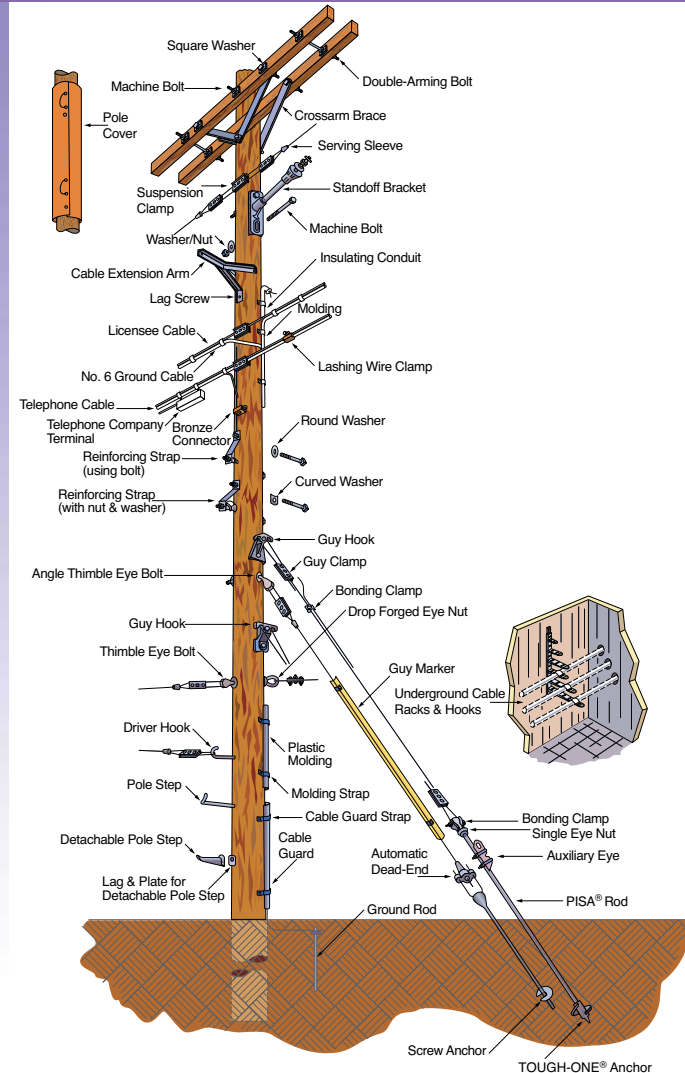 Square Washer
Machine Bolt
Double-Arming Bolt
Pole
Cover
Crossarm Brace
Serving Sleeve
Suspension
Clamp
Standoff Bracket
Machine Bolt
Washer/Nut
Insulating Conduit
Cable Extension Arm
Lag Screw
Molding
Licensee Cable
No. 6 Ground Cable
Lashing Wire Clamp
Telephone Cable
Telephone Company
Terminal
Bronze
Connector
Round Washer
Reinforcing Strap
(using bolt)
Curved Washer
Reinforcing Strap
(with nut & washer)
Guy Hook
Guy Clamp
Angle Thimble Eye Bolt
Bonding Clamp
Drop Forged Eye Nut
Guy Hook
Thimble Eye Bolt
Guy Marker
Underground Cable
Racks & Hooks
Driver Hook
Plastic
Molding
Pole Step
Molding Strap
Cable Guard Strap
Bonding Clamp
Single Eye Nut
Detachable Pole Step
Cable
Guard
Automatic
Dead-End
Auxiliary Eye
Lag & Plate for
Detachable Pole Step
Ground Rod
PISA® Rod
Screw Anchor
TOUGH-ONE® Anchor